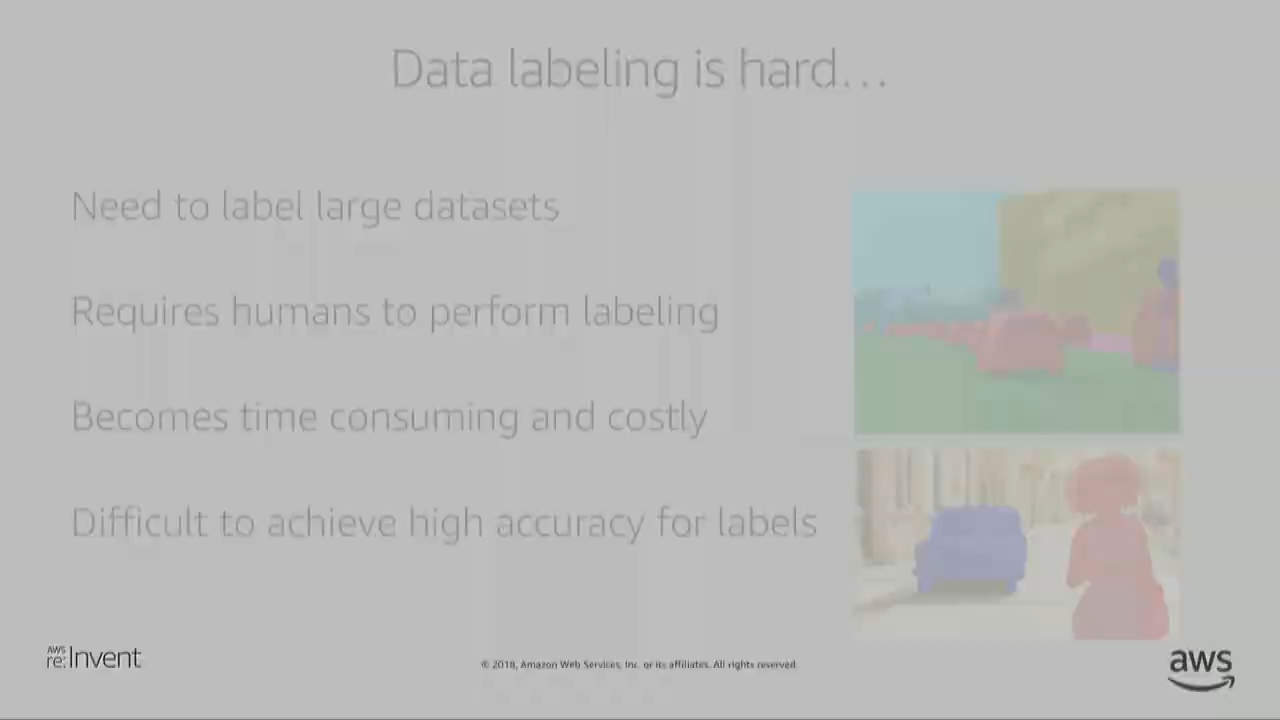 Data labeling is hard...
Need to label large datasets
Requires humans to perform labeling
Becomes time consuming and costly
Difficult to achieve high accuracy for labels
AWS
re:Invent
© 2018, Amazon Web Services, Inc. or its affiliates. All rights reserved.
aws